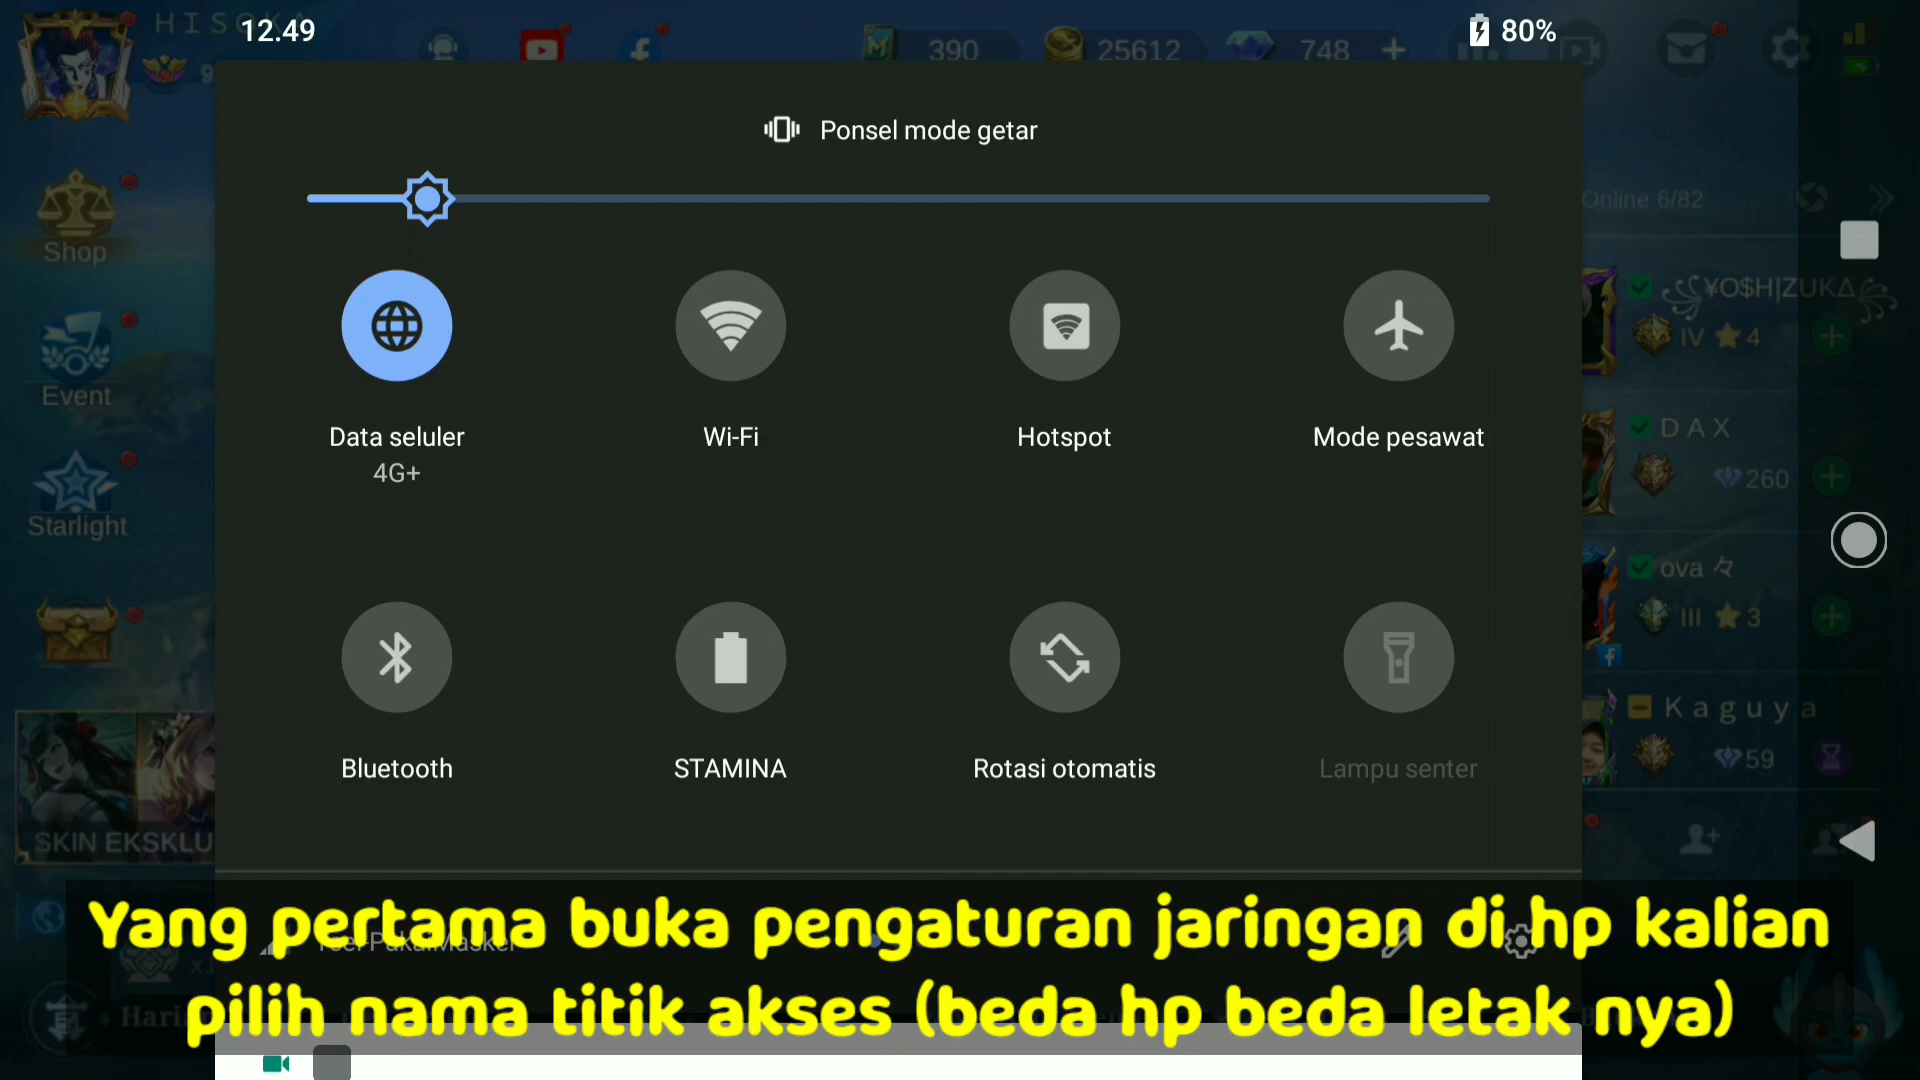 HISOKA
12.49
80%
390
25612
748
Ponsel mode getar
Online 6/82
Shop
Event
Starlight
Data seluler
4G+
Wi-Fi
Hotspot
Mode pesawat
¥O$H|ZUKΔ
IV 4
D A X
260
ova 々
III 3
K a g u y a
59
Bluetooth
STAMINA
Rotasi otomatis
Lampu senter
SKIN EKSKLU
Yang pertama buka pengaturan jaringan di hp kalian
pilih nama titik akses (beda hp beda letak nya)